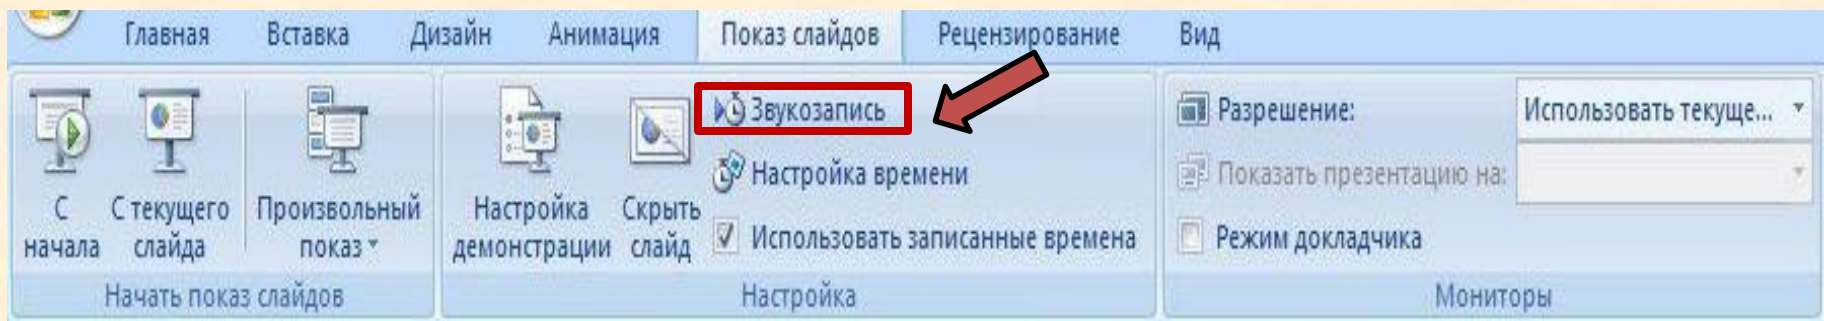 Главная Вставка Дизайн Анимация Показ слайдов Рецензирование Вид
С начала
С текущего слайда
Произвольный показ
Начать показ слайдов
Настройка демонстрации
Скрыть слайд
Звукозапись
Настройка времени
Использовать записанные времена
Настройка
Разрешение: Использовать текуще...
Показать презентацию на:
Режим докладчика
Мониторы